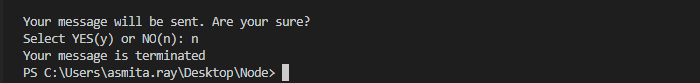 Your message will be sent. Are your sure?
Select YES(y) or NO(n): n
Your message is terminated
PS C:\Users\asmita.ray\Desktop\Node>